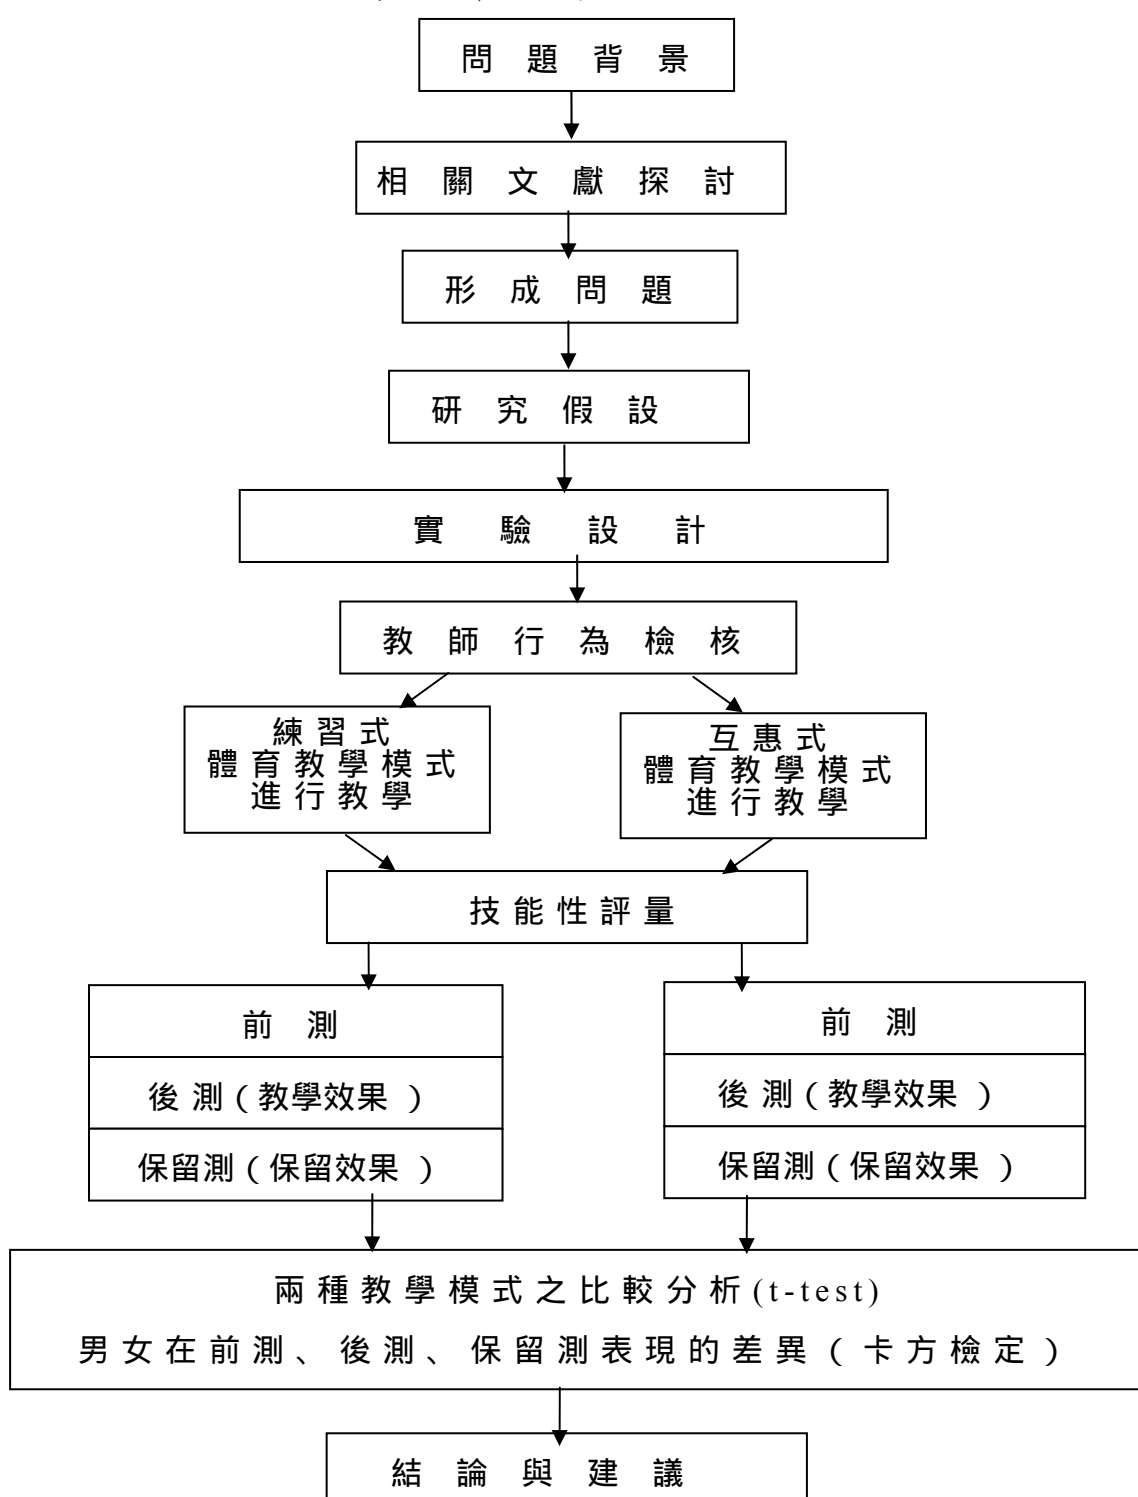 問題背景
相關文獻探討
形成問題
研究假設
實驗設計
教師行為檢核
練習式
體育教學模式
進行教學
互惠式
體育教學模式
進行教學
技能性評量
前測
後測(教學效果)
保留測(保留效果)
前測
後測(教學效果)
保留測(保留效果)
兩種教學模式之比較分析(t-test)
男女在前測、後測、保留測表現的差異(卡方檢定)
結論與建議